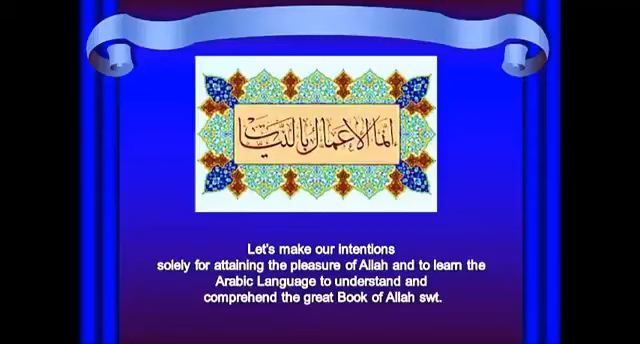 إنما الأعمال بالنيات
Let's make our intentions
solely for attaining the pleasure of Allah and to learn the
Arabic Language to understand and
comprehend the great Book of Allah swt.